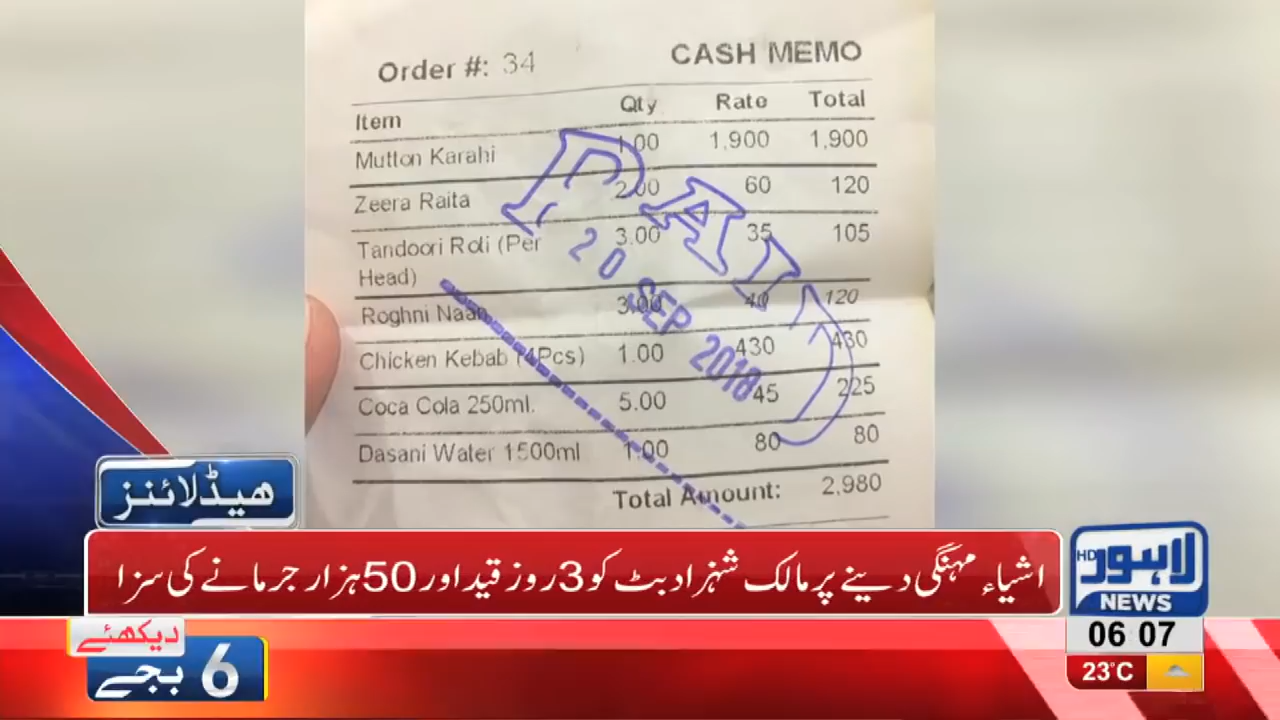 Order #: 34 CASH MEMO
Item Qty Rate Total
Mutton Karahi 1.00 1,900 1,900
Zeera Raita 2.00 60 120
Tandoori Roti (Per 3.00 35 105
Head)
Roghni Naan 3.00 40 120
Chicken Kebab (4Pcs) 1.00 430 430
Coca Cola 250ml. 5.00 45 225
Dasani Water 1500ml 1.00 80 80
Total Amount: 2,980
PAID
20 SEP 2018
ھیڈلائنز
اشیاء مہنگی دینے پر مالک شہزاد بٹ کو 3 روز قید اور 50 ہزار جرمانے کی سزا
HD لاہور
NEWS
06 07
23°C
دیکھئے
6 بجے